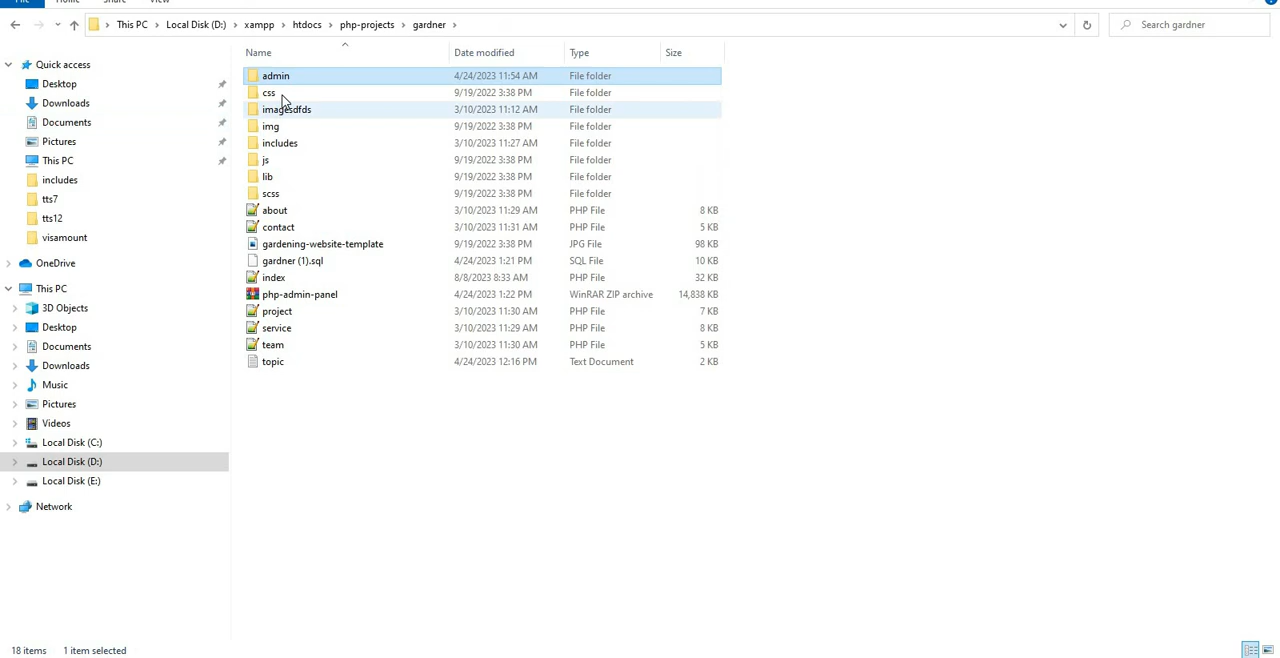 File Home Share View
This PC > Local Disk (D:) > xampp > htdocs > php-projects > gardner >
Search gardner
Name Date modified Type Size
Quick access
Desktop
Downloads
Documents
Pictures
This PC
includes
tts7
tts12
visamount
OneDrive
This PC
3D Objects
Desktop
Documents
Downloads
Music
Pictures
Videos
Local Disk (C:)
Local Disk (D:)
Local Disk (E:)
Network
admin 4/24/2023 11:54 AM File folder
css 9/19/2022 3:38 PM File folder
imagesdfds 3/10/2023 11:12 AM File folder
img 9/19/2022 3:38 PM File folder
includes 3/10/2023 11:27 AM File folder
js 9/19/2022 3:38 PM File folder
lib 9/19/2022 3:38 PM File folder
scss 9/19/2022 3:38 PM File folder
about 3/10/2023 11:29 AM PHP File 8 KB
contact 3/10/2023 11:31 AM PHP File 5 KB
gardening-website-template 9/19/2022 3:38 PM JPG File 98 KB
gardner (1).sql 4/24/2023 1:21 PM SQL File 10 KB
index 8/8/2023 8:33 AM PHP File 32 KB
php-admin-panel 4/24/2023 1:22 PM WinRAR ZIP archive 14,838 KB
project 3/10/2023 11:30 AM PHP File 7 KB
service 3/10/2023 11:29 AM PHP File 8 KB
team 3/10/2023 11:30 AM PHP File 5 KB
topic 4/24/2023 12:16 PM Text Document 2 KB
18 items 1 item selected